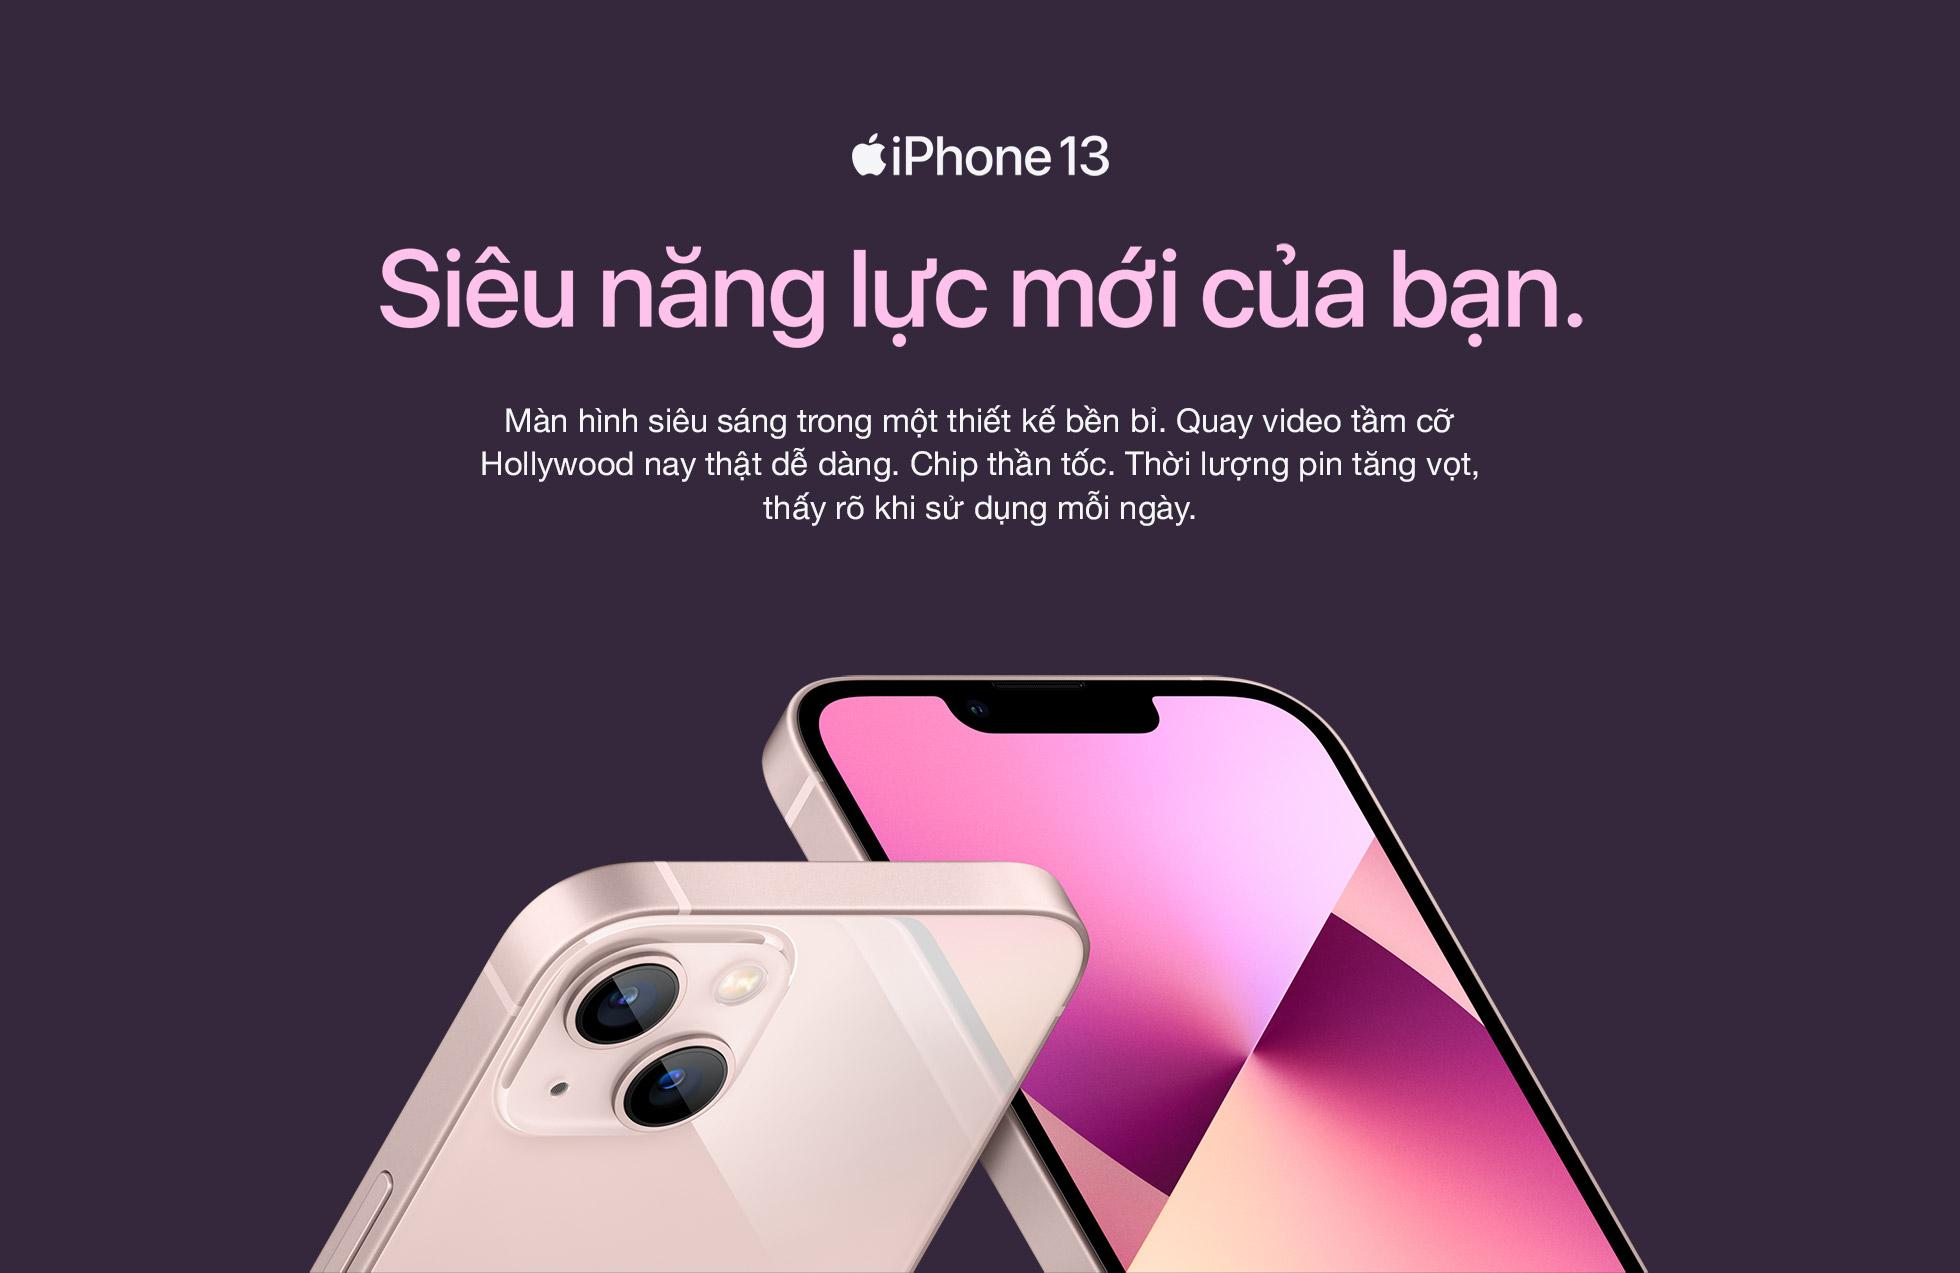 iPhone 13
Siêu năng lực mới của bạn.
Màn hình siêu sáng trong một thiết kế bền bỉ. Quay video tầm cỡ
Hollywood nay thật dễ dàng. Chip thần tốc. Thời lượng pin tăng vọt,
thấy rõ khi sử dụng mỗi ngày.